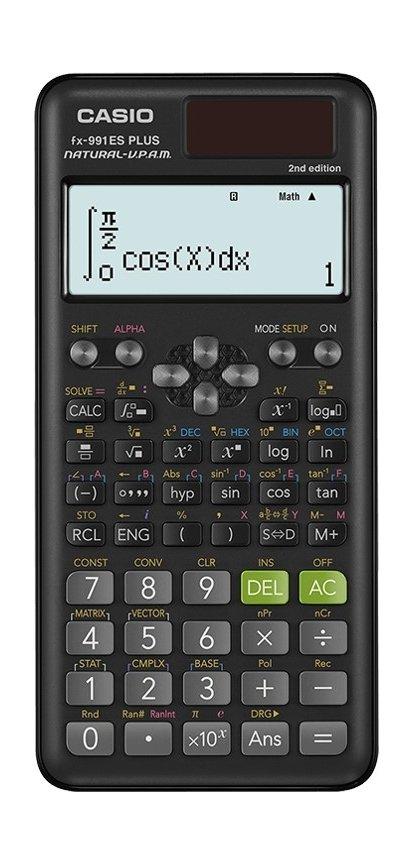 CASIO
fx-991ES PLUS
NATURAL-V.P.A.M.
2nd edition
R Math ▲
∫ π/2 0 cos(X)dx
1
SHIFT ALPHA MODE SETUP ON
SOLVE = d/dx : x! Σ
CALC ∫ x⁻¹ log
∛ x³ DEC ˣ√ HEX 10 BIN e OCT
√ x² x log ln
∠ A ← B Abs C sin⁻¹ D cos⁻¹ E tan⁻¹ F
(−) ° , , , hyp sin cos tan
STO ← i % , X a b/c ⇔ d/c Y M- M
RCL ENG ( ) S⇔D M+
CONST CONV CLR INS OFF
7 8 9 DEL AC
MATRIX VECTOR nPr nCr
4 5 6 × ÷
STAT CMPLX BASE Pol Rec
1 2 3 + −
Rnd Ran# RanInt π e DRG▶
0 • ×10ˣ Ans =